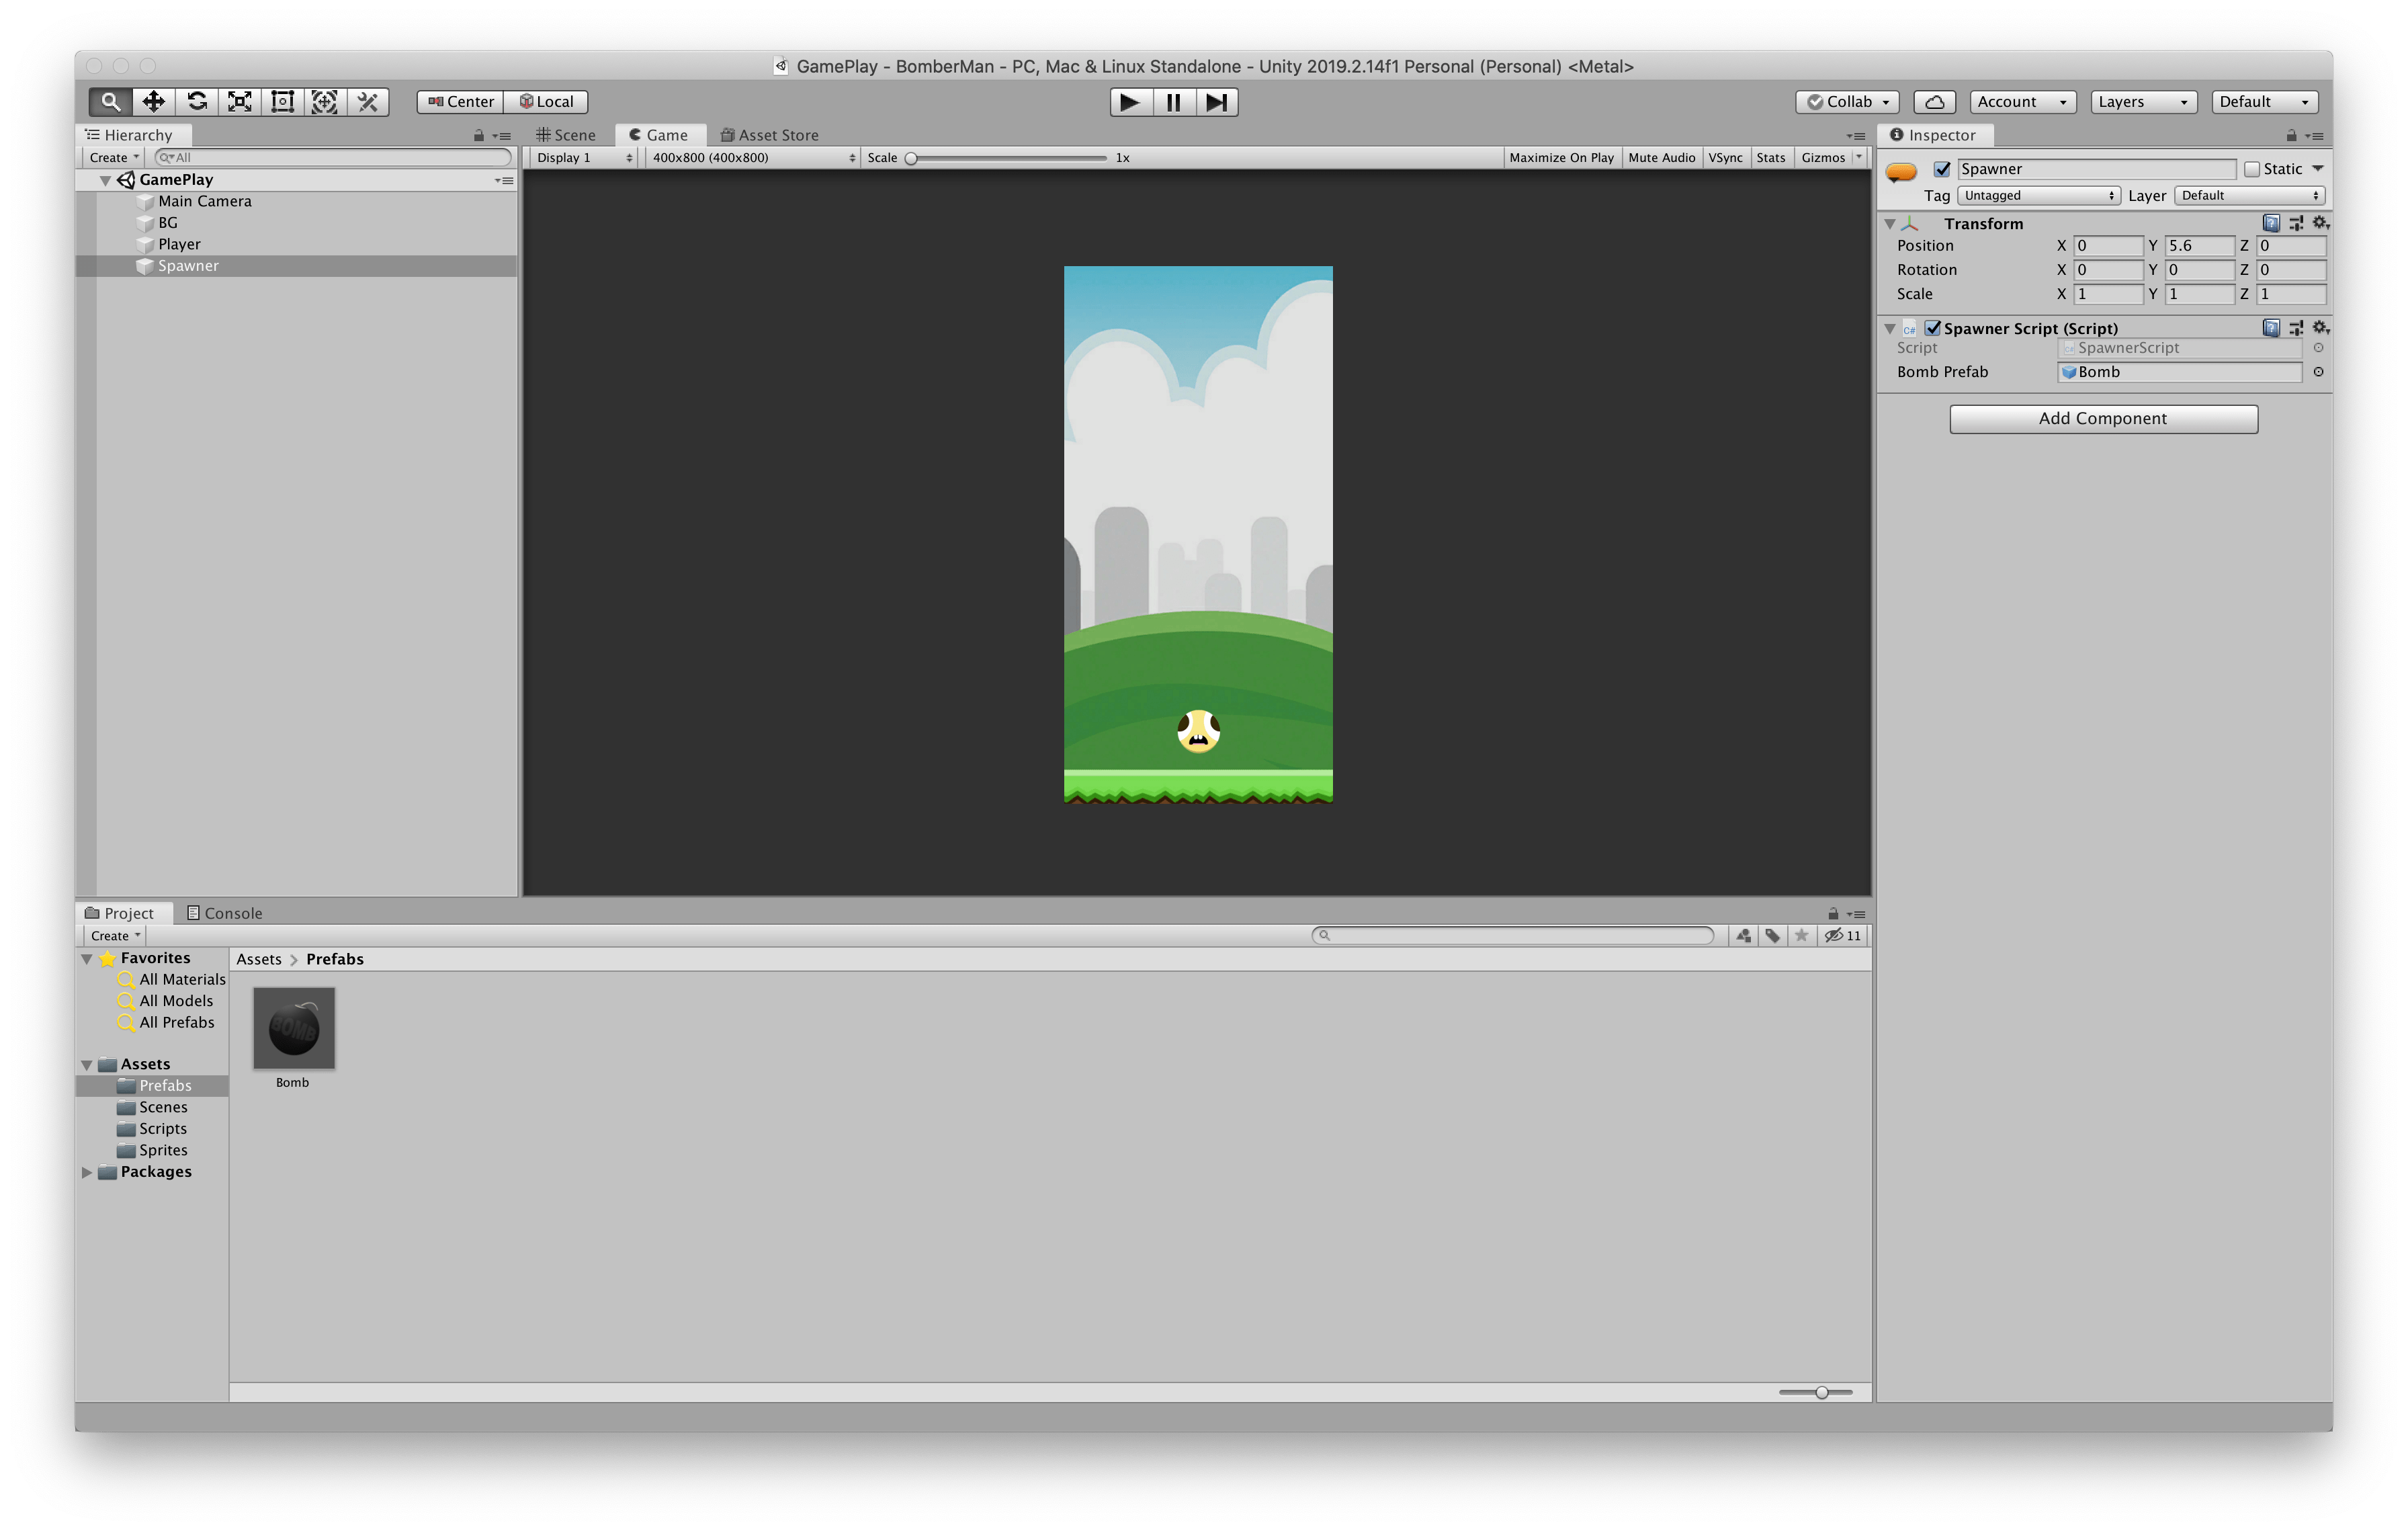 GamePlay - BomberMan - PC, Mac & Linux Standalone - Unity 2019.2.14f1 Personal (Personal) <Metal>
Center Local Collab Account Layers Default
Hierarchy
Create All
GamePlay
Main Camera
BG
Player
Spawner
Scene Game Asset Store
Display 1 400x800 (400x800) Scale 1x Maximize On Play Mute Audio VSync Stats Gizmos
Inspector
Spawner Static
Tag Untagged Layer Default
Transform
Position X 0 Y 5.6 Z 0
Rotation X 0 Y 0 Z 0
Scale X 1 Y 1 Z 1
C# Spawner Script (Script)
Script SpawnerScript
Bomb Prefab Bomb
Add Component
Project Console
Create 11
Favorites
All Materials
All Models
All Prefabs
Assets
Prefabs
Scenes
Scripts
Sprites
Packages
Assets > Prefabs
BOMB
Bomb